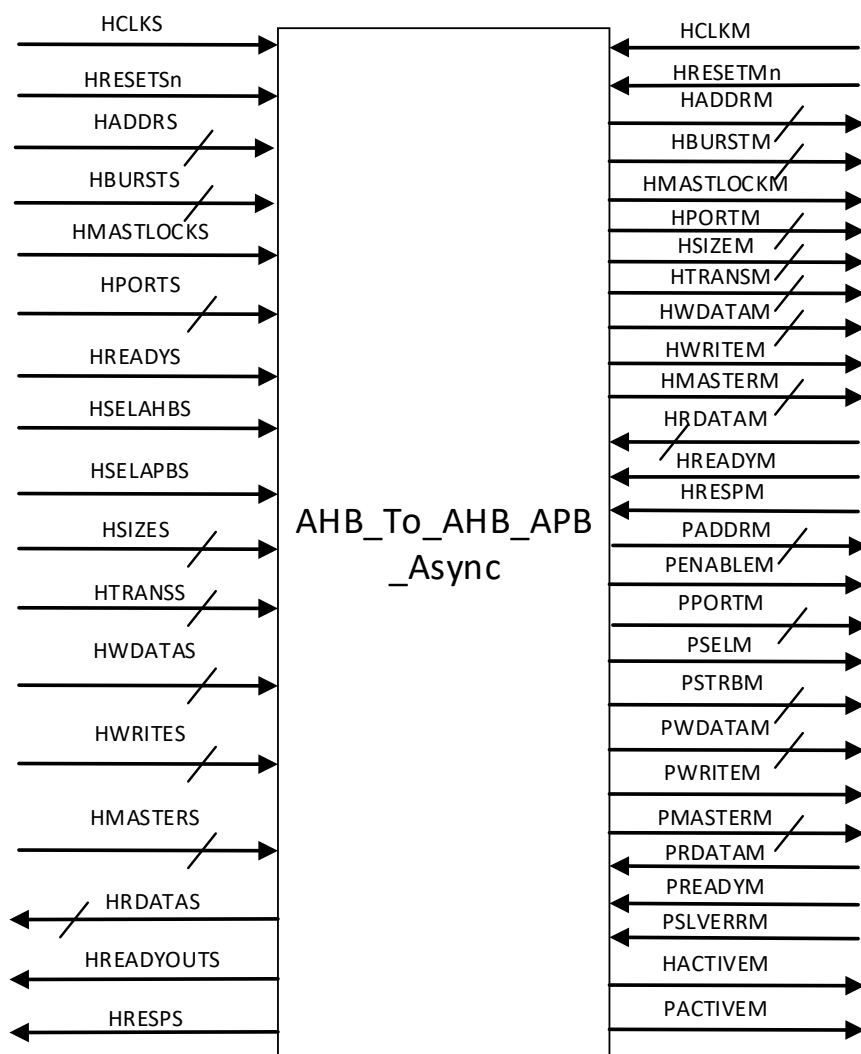 HCLKS
HRESETSn
HADDRS
HBURSTS
HMASTLOCKS
HPORTS
HREADYS
HSELAHBS
HSELAPBS
HSIZES
HTRANSS
HWDATAS
HWRITES
HMASTERS
HRDATAS
HREADYOUTS
HRESPS
AHB_To_AHB_APB
_Async
HCLKM
HRESETMn
HADDRM
HBURSTM
HMASTLOCKM
HPORTM
HSIZEM
HTRANSM
HWDATAM
HWRITEM
HMASTERM
HRDATAM
HREADYM
HRESPM
PADDRM
PENABLEM
PPORTM
PSELM
PSTRBM
PWDATAM
PWRITEM
PMASTERM
PRDATAM
PREADYM
PSLVERRM
HACTIVEM
PACTIVEM